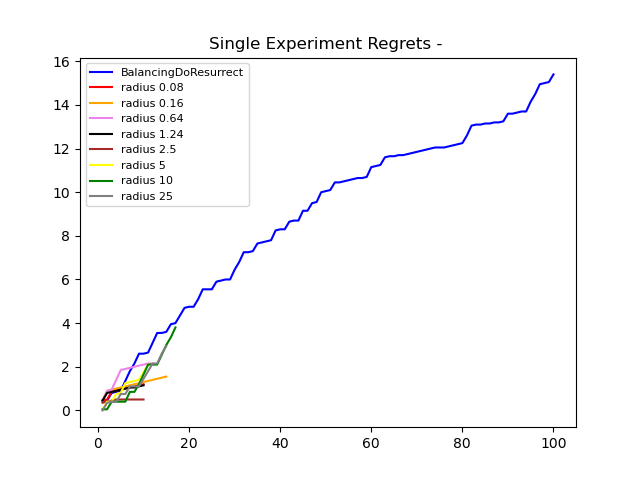 Single Experiment Regrets -
16
14
12
10
8
6
4
2
0
BalancingDoResurrect
radius 0.08
radius 0.16
radius 0.64
radius 1.24
radius 2.5
radius 5
radius 10
radius 25
0 20 40 60 80 100